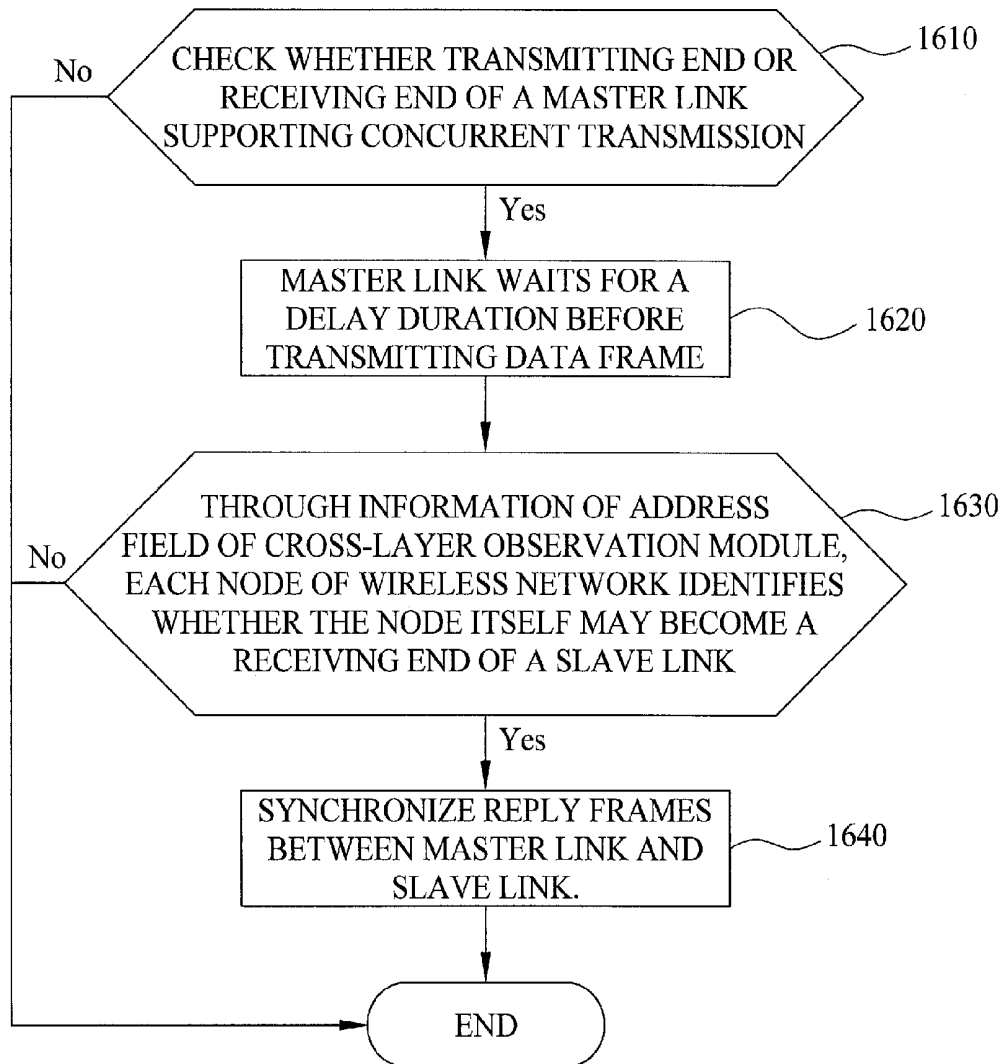 No
CHECK WHETHER TRANSMITTING END OR
RECEIVING END OF A MASTER LINK
SUPPORTING CONCURRENT TRANSMISSION
1610
Yes
MASTER LINK WAITS FOR A
DELAY DURATION BEFORE
TRANSMITTING DATA FRAME
1620
No
THROUGH INFORMATION OF ADDRESS
FIELD OF CROSS-LAYER OBSERVATION MODULE,
EACH NODE OF WIRELESS NETWORK IDENTIFIES
WHETHER THE NODE ITSELF MAY BECOME A
RECEIVING END OF A SLAVE LINK
1630
Yes
SYNCHRONIZE REPLY FRAMES
BETWEEN MASTER LINK AND
SLAVE LINK.
1640
END